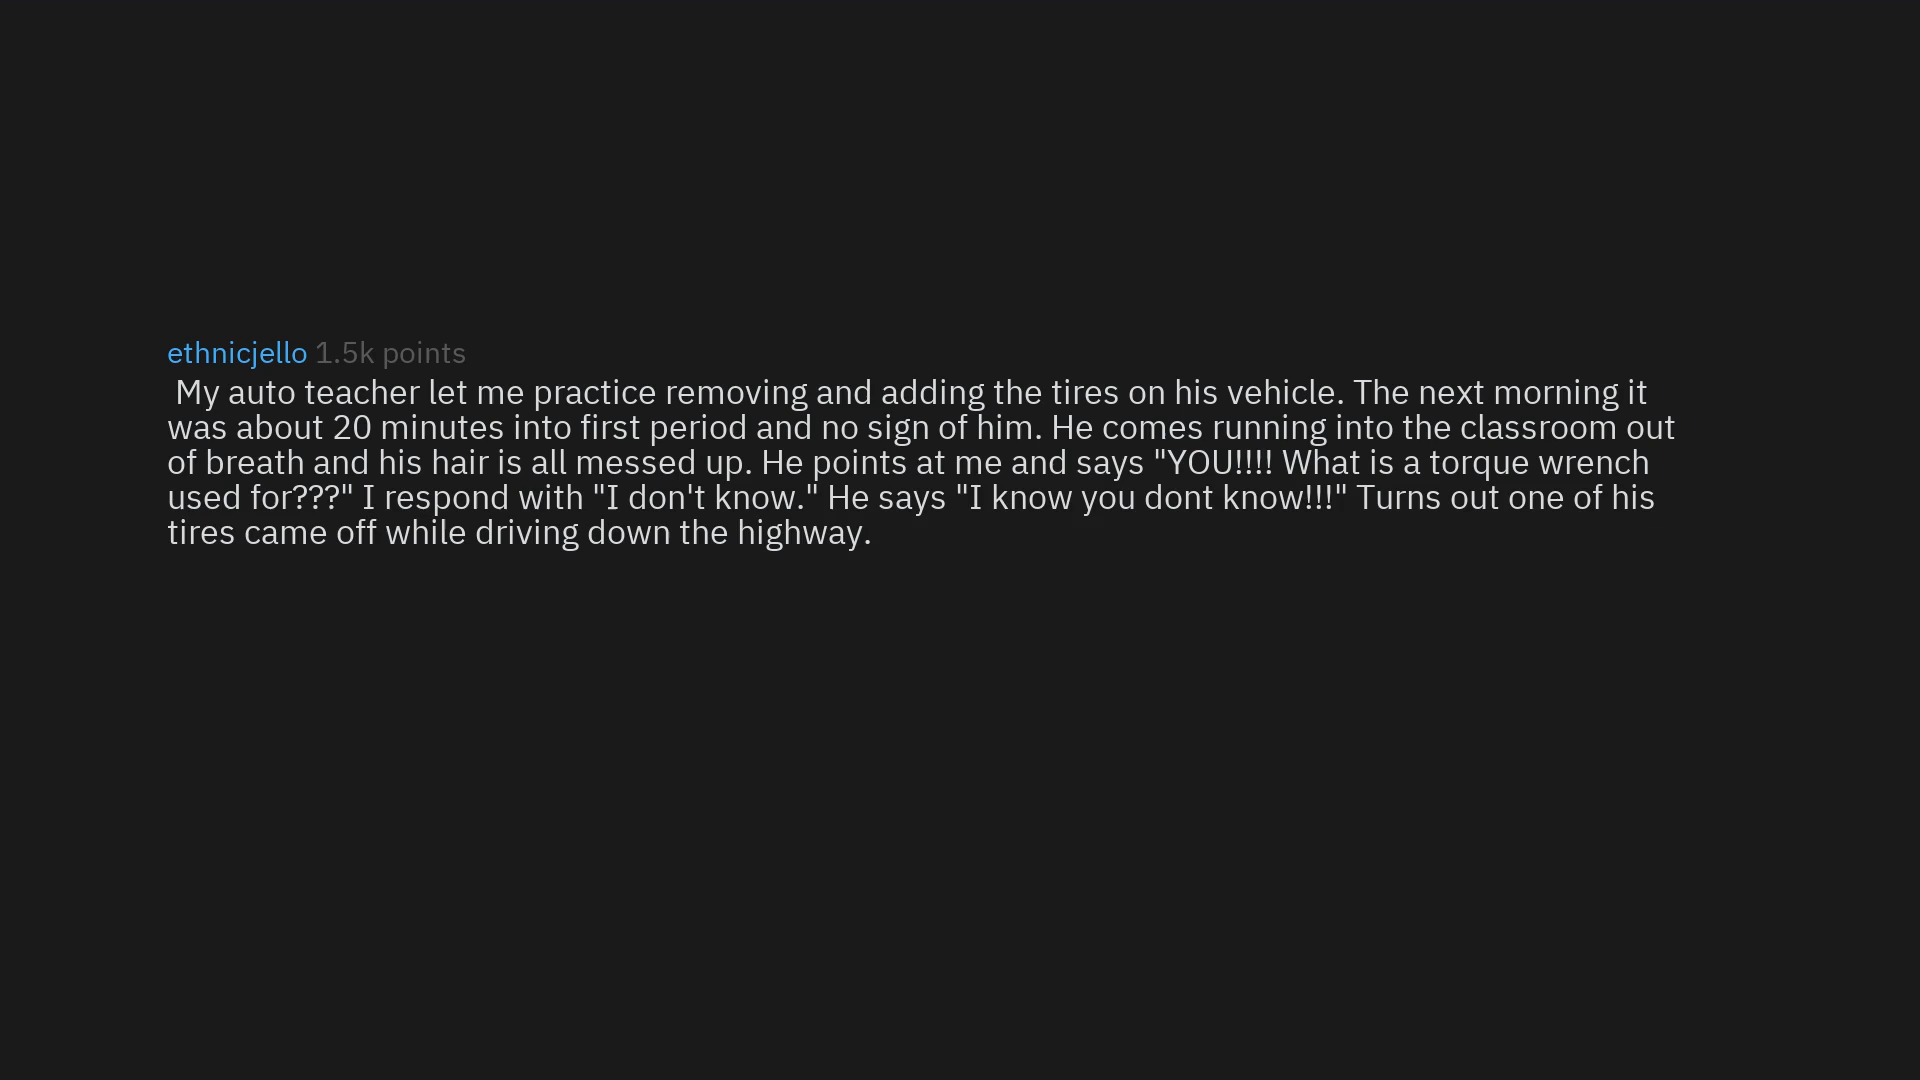 ethnicjello 1.5k points
My auto teacher let me practice removing and adding the tires on his vehicle. The next morning it
was about 20 minutes into first period and no sign of him. He comes running into the classroom out
of breath and his hair is all messed up. He points at me and says "YOU!!!! What is a torque wrench
used for???" I respond with "I don't know." He says "I know you dont know!!!" Turns out one of his
tires came off while driving down the highway.